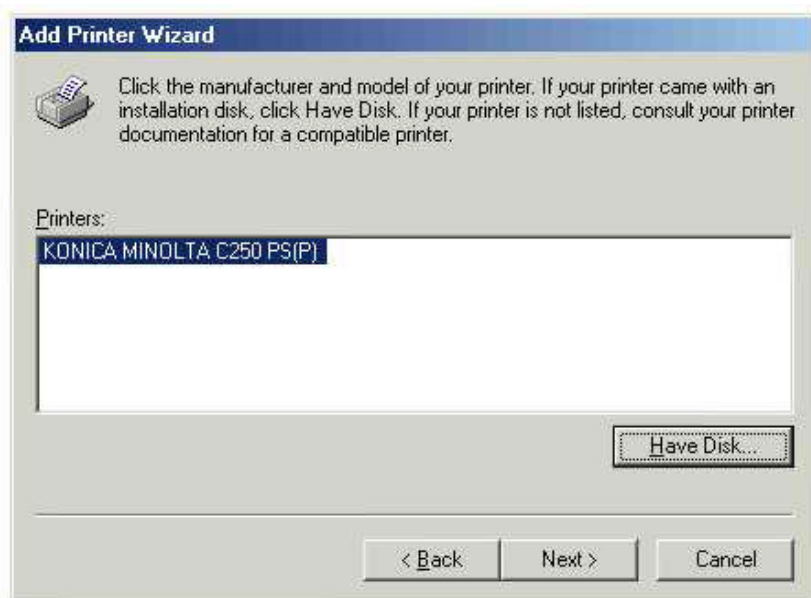 Add Printer Wizard
Click the manufacturer and model of your printer. If your printer came with an
installation disk, click Have Disk. If your printer is not listed, consult your printer
documentation for a compatible printer.
Printers:
KONICA MINOLTA C250 PS(P)
Have Disk...
< Back
Next >
Cancel